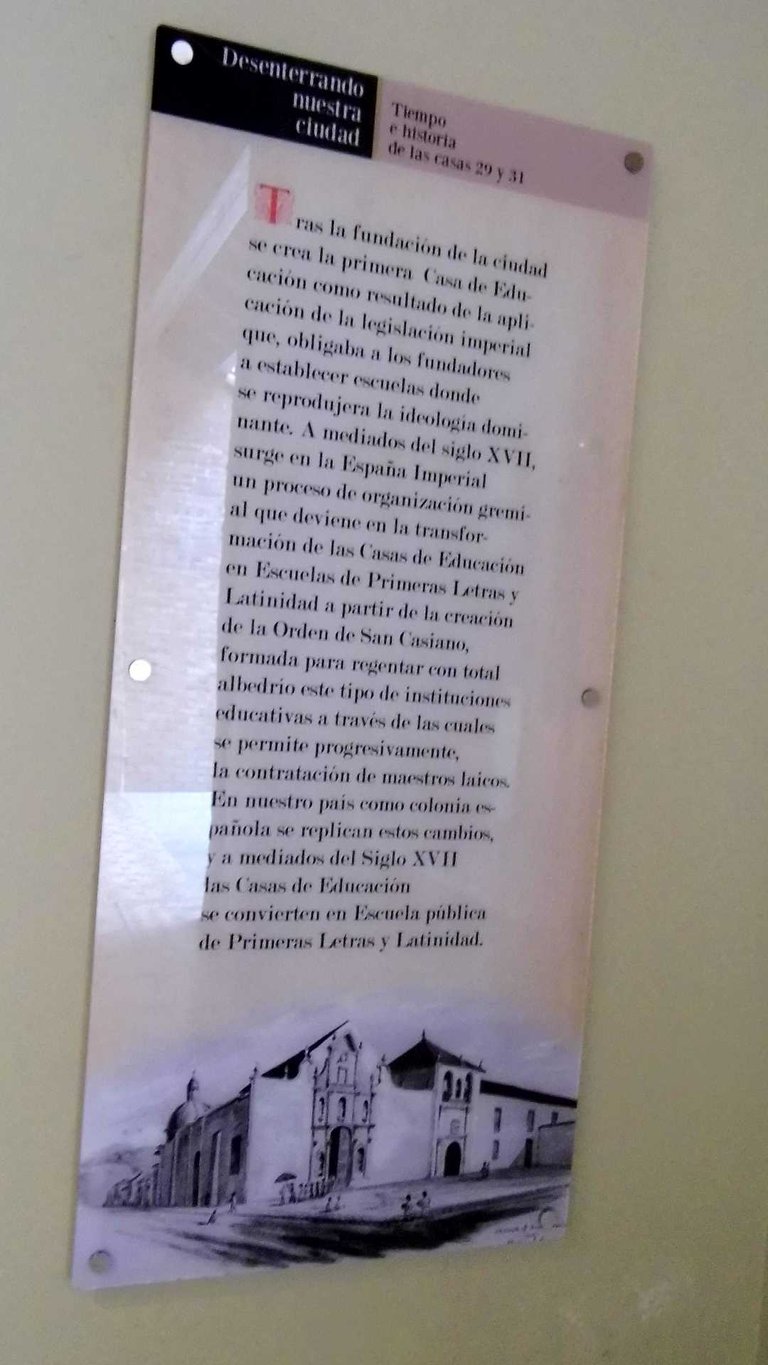 Desenterrando
nuestra
ciudad
Tiempo
e historia
de las casas 29 y 31
Tras la fundación de la ciudad
se crea la primera Casa de Edu-
cación como resultado de la apli-
cación de la legislación imperial
que, obligaba a los fundadores
a establecer escuelas donde
se reprodujera la ideología domi-
nante. A mediados del siglo XVII,
surge en la España Imperial
un proceso de organización gremi-
al que deviene en la transfor-
mación de las Casas de Educación
en Escuelas de Primeras Letras y
Latinidad a partir de la creación
de la Orden de San Casiano,
formada para regentar con total
albedrío este tipo de instituciones
educativas a través de las cuales
se permite progresivamente,
la contratación de maestros laicos.
En nuestro país como colonia es-
pañola se replican estos cambios,
y a mediados del Siglo XVII
las Casas de Educación
se convierten en Escuela pública
de Primeras Letras y Latinidad.